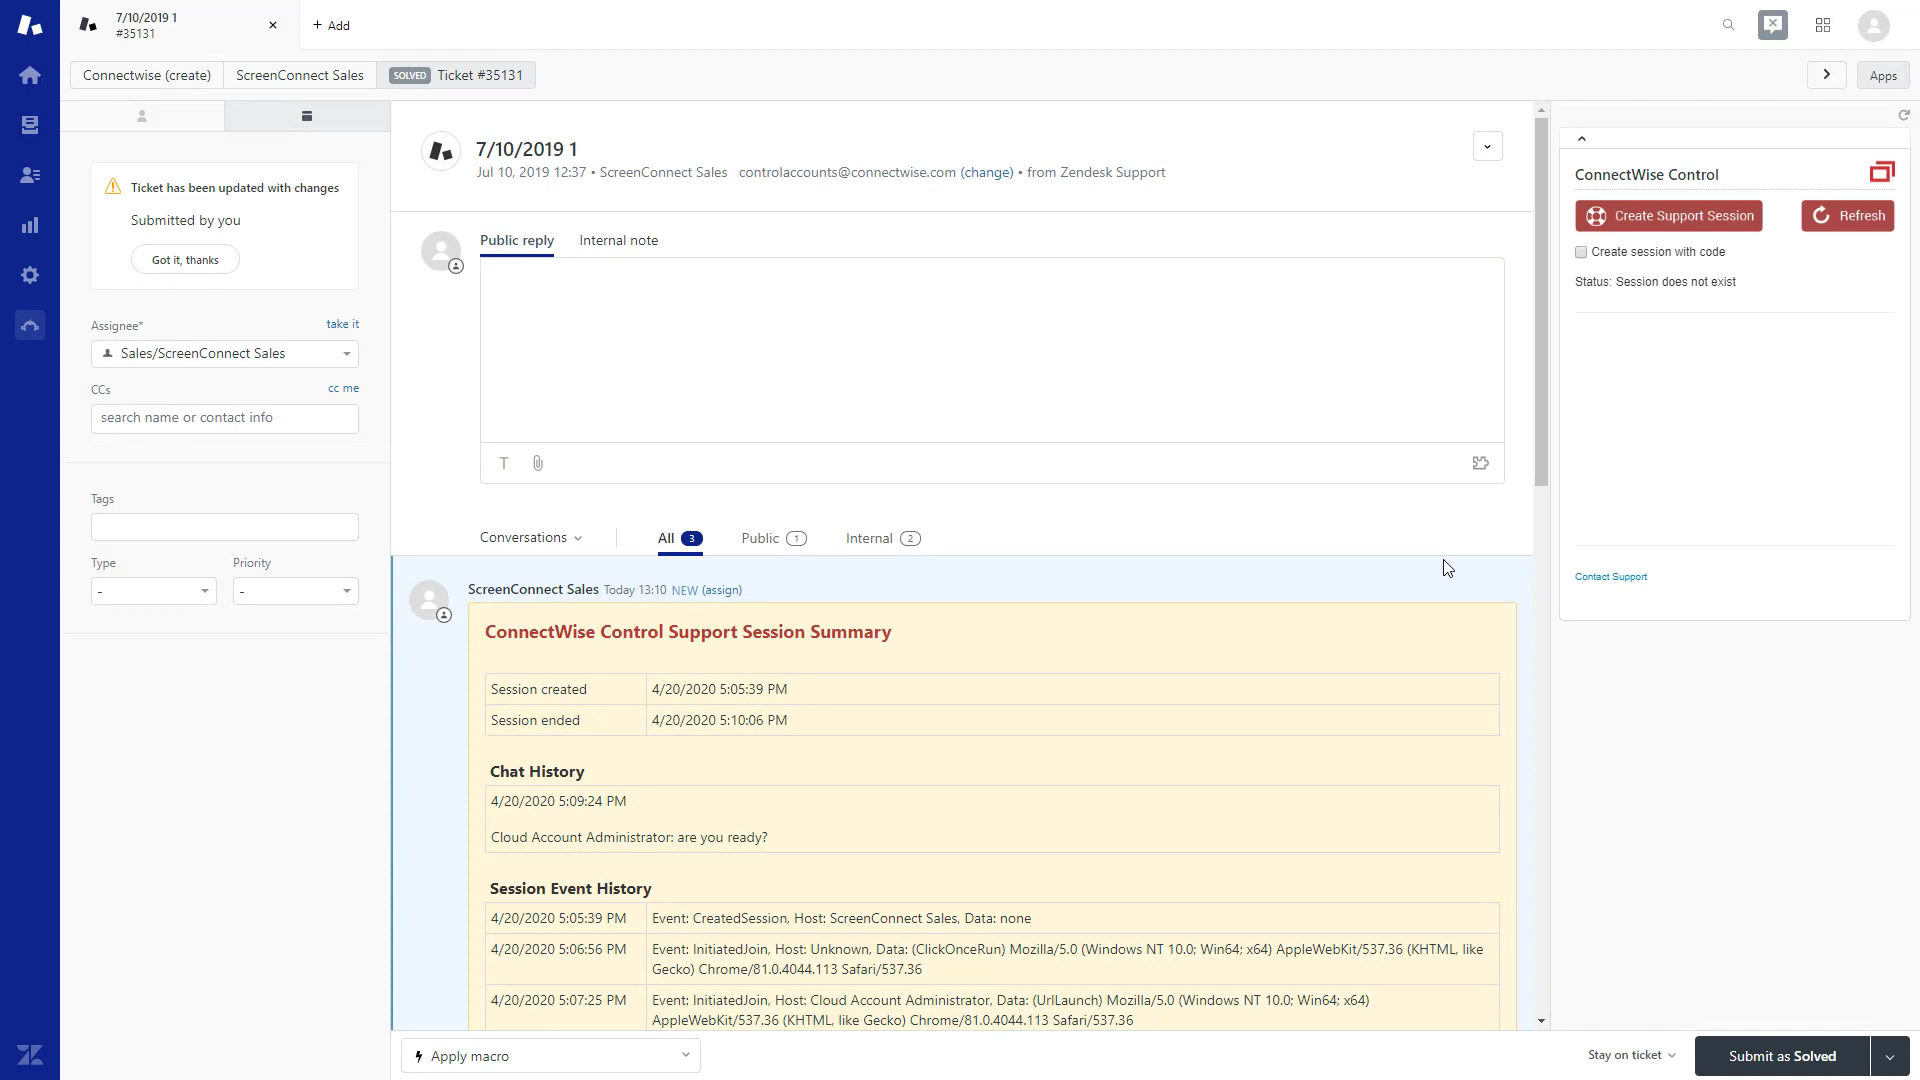 7/10/2019 1
#35131
+ Add
Connectwise (create)
ScreenConnect Sales
SOLVED Ticket #35131
Apps
Ticket has been updated with changes
Submitted by you
Got it, thanks
Assignee*
take it
Sales/ScreenConnect Sales
CCs
cc me
search name or contact info
Tags
Type
Priority
-
-
7/10/2019 1
Jul 10, 2019 12:37 • ScreenConnect Sales controlaccounts@connectwise.com (change) • from Zendesk Support
Public reply
Internal note
T
Conversations
All 3
Public 1
Internal 2
ScreenConnect Sales Today 13:10 NEW (assign)
ConnectWise Control Support Session Summary
Session created 4/20/2020 5:05:39 PM
Session ended 4/20/2020 5:10:06 PM
Chat History
4/20/2020 5:09:24 PM
Cloud Account Administrator: are you ready?
Session Event History
4/20/2020 5:05:39 PM Event: CreatedSession, Host: ScreenConnect Sales, Data: none
4/20/2020 5:06:56 PM Event: InitiatedJoin, Host: Unknown, Data: (ClickOnceRun) Mozilla/5.0 (Windows NT 10.0; Win64; x64) AppleWebKit/537.36 (KHTML, like
Gecko) Chrome/81.0.4044.113 Safari/537.36
4/20/2020 5:07:25 PM Event: InitiatedJoin, Host: Cloud Account Administrator, Data: (UrlLaunch) Mozilla/5.0 (Windows NT 10.0; Win64; x64)
AppleWebKit/537.36 (KHTML, like Gecko) Chrome/81.0.4044.113 Safari/537.36
Apply macro
Stay on ticket
Submit as Solved
ConnectWise Control
Create Support Session
Refresh
Create session with code
Status: Session does not exist
Contact Support